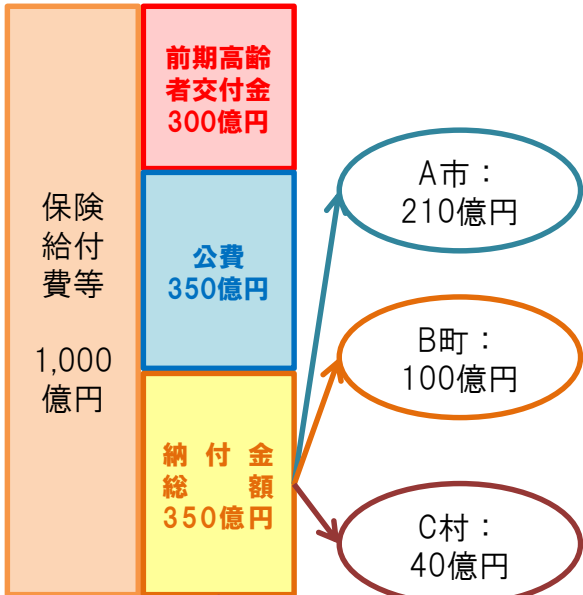 保険
給付
費等
1,000
億円
前期高齢
者交付金
300億円
公費
350億円
納付金
総額
350億円
A市：
210億円
B町：
100億円
C村：
40億円